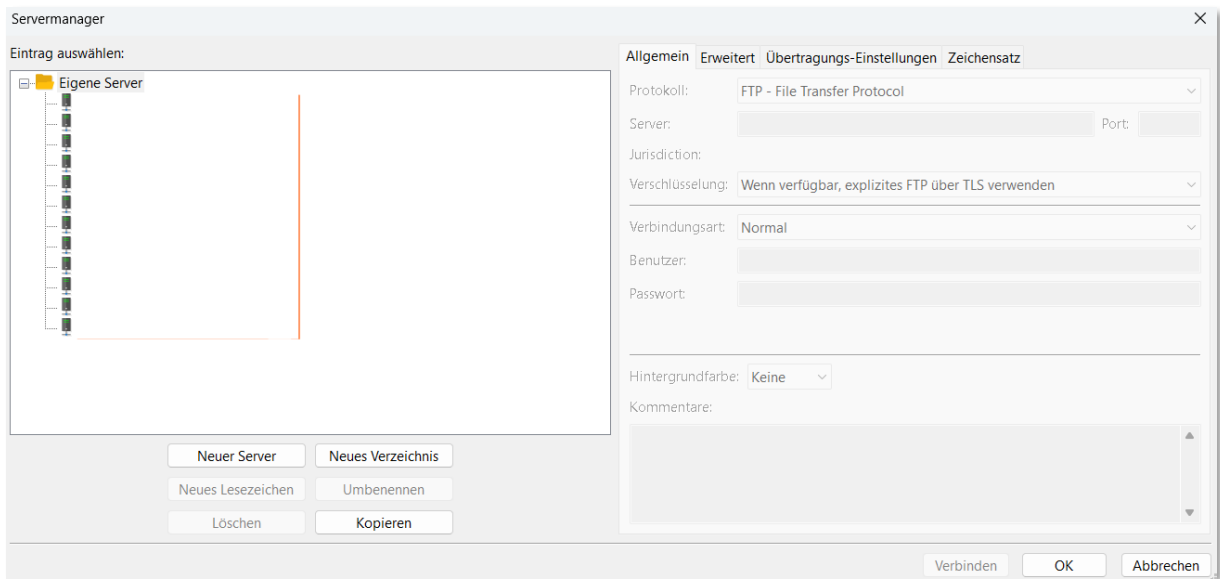 Servermanager
Eintrag auswählen:
Eigene Server
Neuer Server
Neues Verzeichnis
Neues Lesezeichen
Umbenennen
Löschen
Kopieren
Allgemein Erweitert Übertragungs-Einstellungen Zeichensatz
Protokoll: FTP - File Transfer Protocol
Server: Port:
Jurisdiction:
Verschlüsselung: Wenn verfügbar, explizites FTP über TLS verwenden
Verbindungsart: Normal
Benutzer:
Passwort:
Hintergrundfarbe: Keine
Kommentare:
Verbinden OK Abbrechen